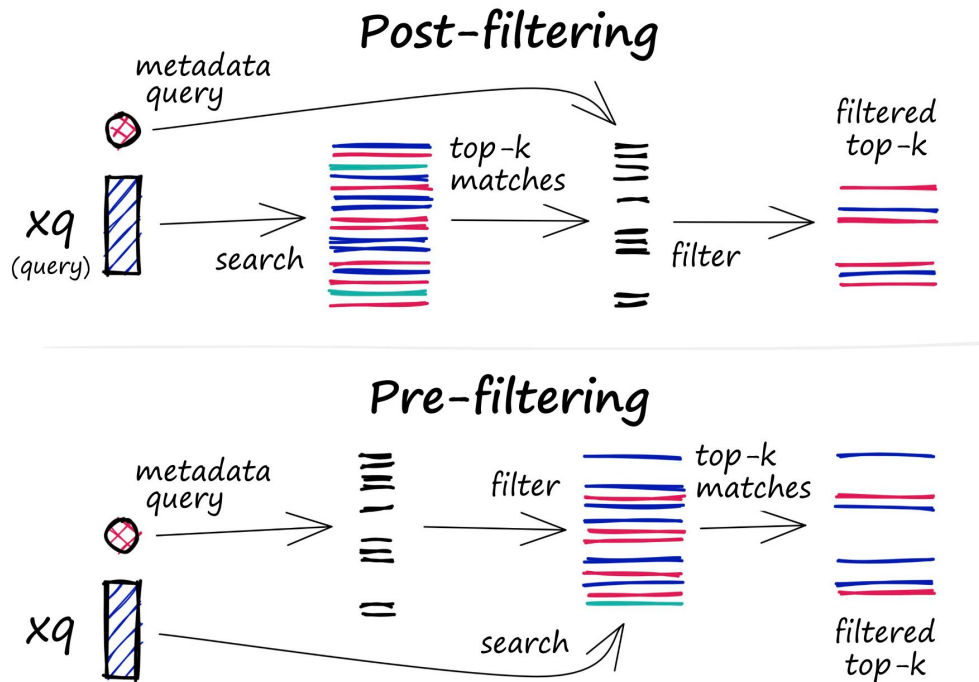 Post-filtering
metadata
query
filtered
top-k
top-k
matches
xq
(query)
search
filter
Pre-filtering
metadata
query
filter
top-k
matches
xq
search
filtered
top-k